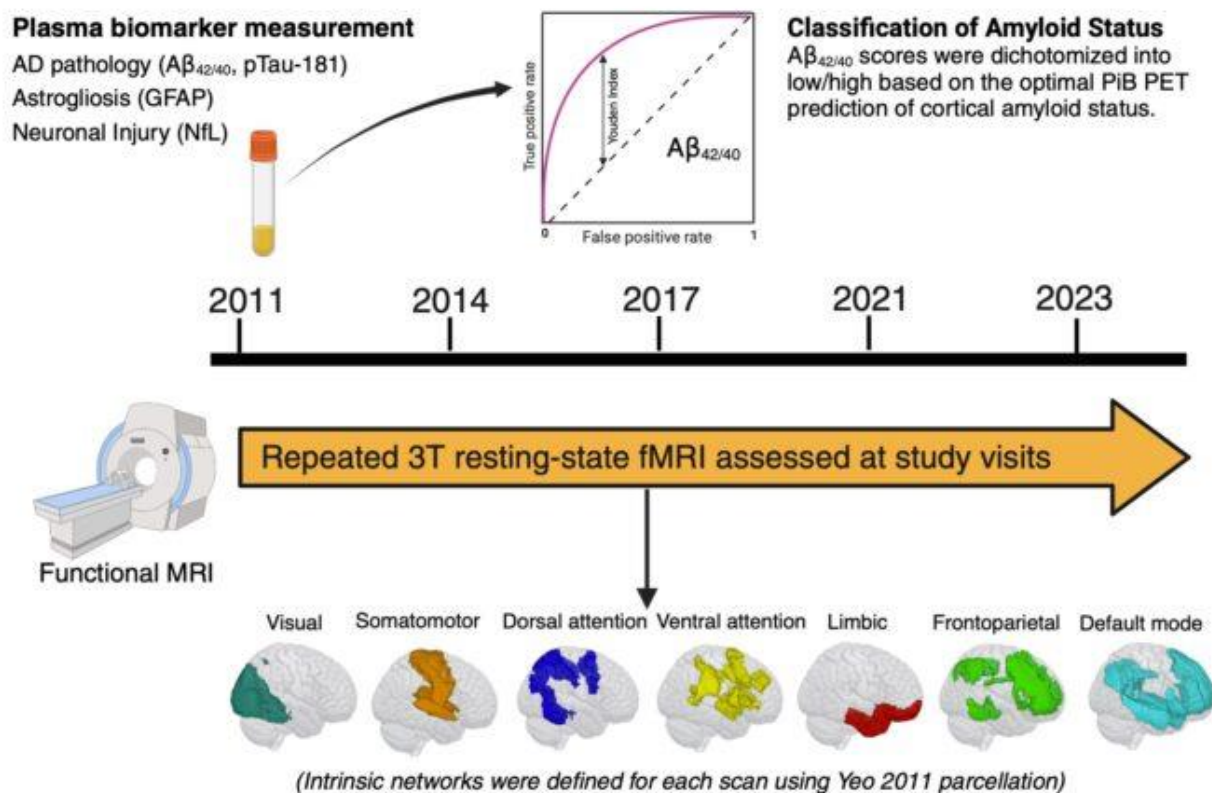 Plasma biomarker measurement
AD pathology (Aβ42/40, pTau-181)
Astrogliosis (GFAP)
Neuronal Injury (NfL)
True positive rate
Youden Index
Aβ42/40
0
1
False positive rate
Classification of Amyloid Status
Aβ42/40 scores were dichotomized into
low/high based on the optimal PiB PET
prediction of cortical amyloid status.
2011 2014 2017 2021 2023
Repeated 3T resting-state fMRI assessed at study visits
Functional MRI
Visual Somatomotor Dorsal attention Ventral attention Limbic Frontoparietal Default mode
(Intrinsic networks were defined for each scan using Yeo 2011 parcellation)